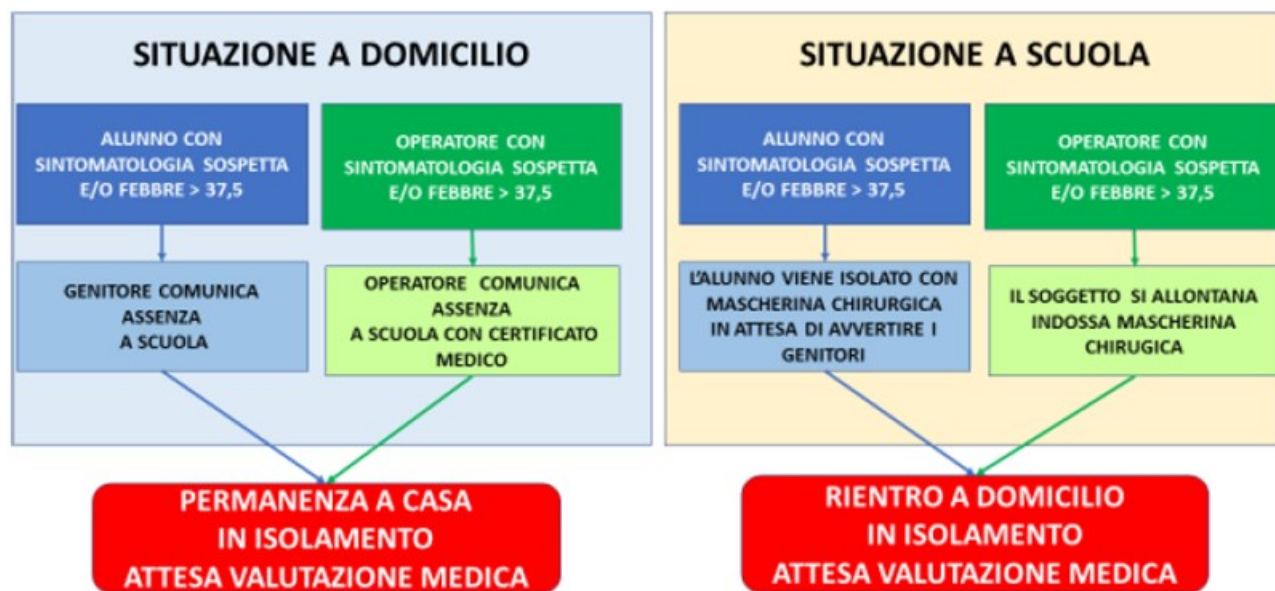 SITUAZIONE A DOMICILIO
ALUNNO CON
SINTOMATOLOGIA SOSPETTA
E/O FEBBRE > 37,5
OPERATORE CON
SINTOMATOLOGIA SOSPETTA
E/O FEBBRE > 37,5
GENITORE COMUNICA
ASSENZA
A SCUOLA
OPERATORE COMUNICA
ASSENZA
A SCUOLA CON CERTIFICATO
MEDICO
PERMANENZA A CASA
IN ISOLAMENTO
ATTESA VALUTAZIONE MEDICA
SITUAZIONE A SCUOLA
ALUNNO CON
SINTOMATOLOGIA SOSPETTA
E/O FEBBRE > 37,5
OPERATORE CON
SINTOMATOLOGIA SOSPETTA
E/O FEBBRE > 37,5
L'ALUNNO VIENE ISOLATO CON
MASCHERINA CHIRURGICA
IN ATTESA DI AVVERTIRE I
GENITORI
IL SOGGETTO SI ALLONTANA
INDOSSA MASCHERINA
CHIRUGICA
RIENTRO A DOMICILIO
IN ISOLAMENTO
ATTESA VALUTAZIONE MEDICA